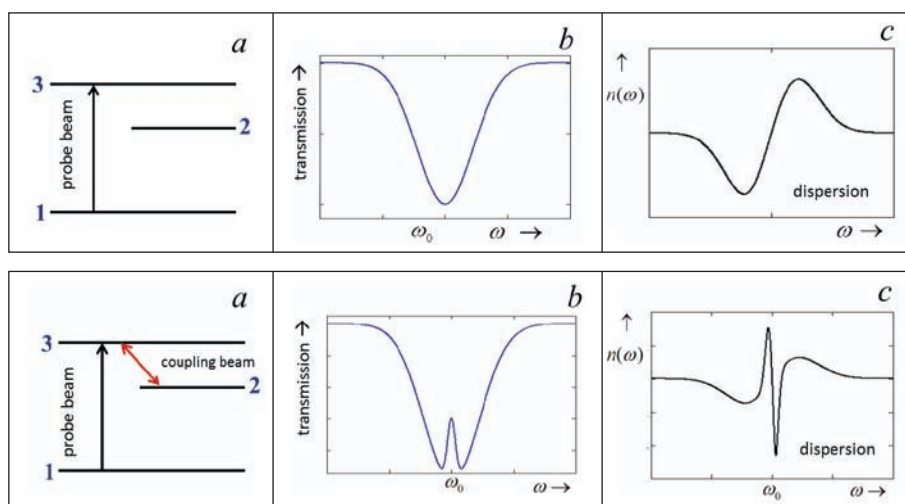 a
3
2
probe beam
1
b
transmission →
ω₀ ω →
c
↑
n(ω)
dispersion
ω →
a
3
coupling beam
2
probe beam
1
b
transmission →
ω₀ ω →
c
↑
n(ω)
dispersion
ω₀ ω →